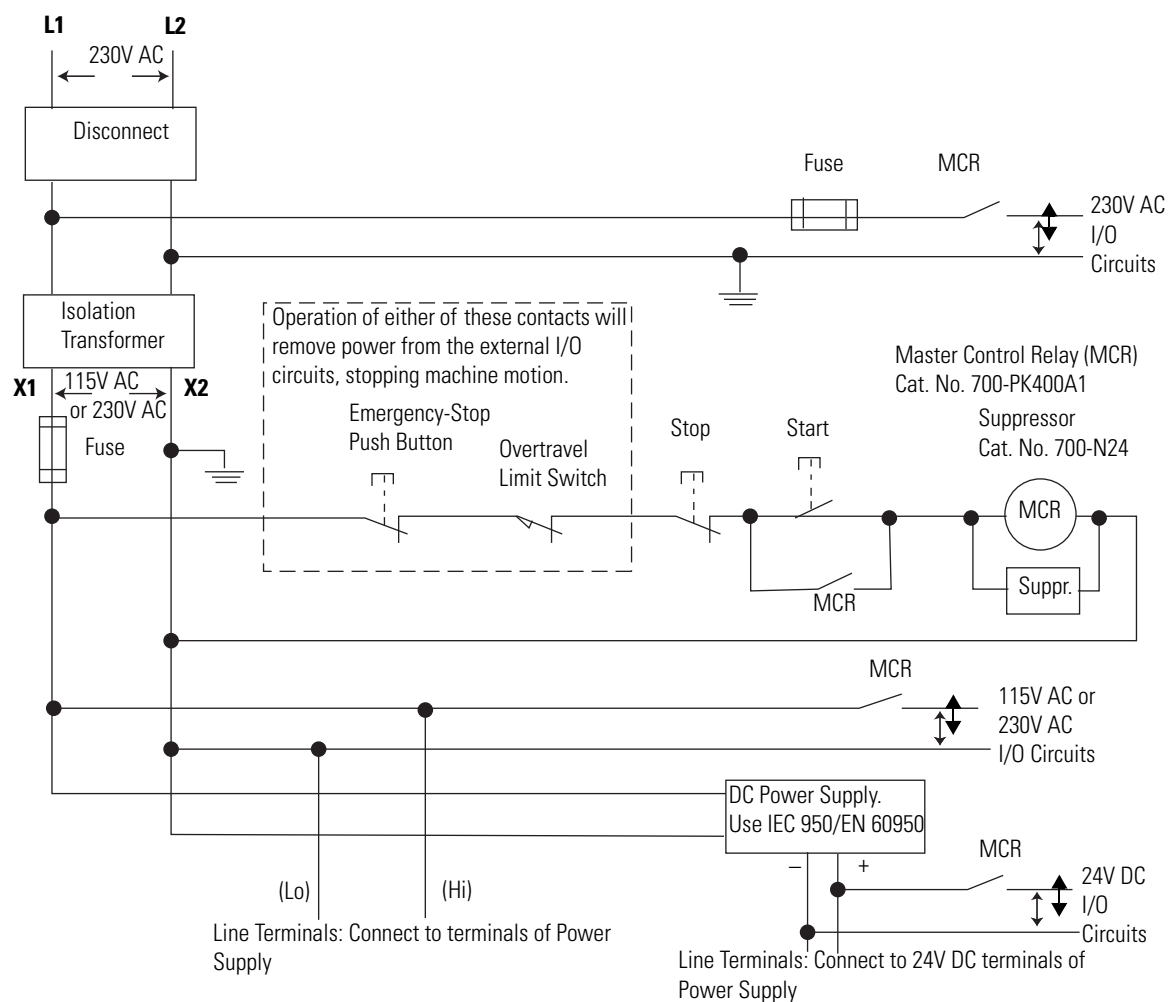 L1
L2
230V AC
Disconnect
Fuse
MCR
230V AC
I/O
Circuits
Isolation
Transformer
X1
115V AC
or 230V AC
X2
Fuse
Operation of either of these contacts will
remove power from the external I/O
circuits, stopping machine motion.
Emergency-Stop
Push Button
Overtravel
Limit Switch
Stop
Start
Master Control Relay (MCR)
Cat. No. 700-PK400A1
Suppressor
Cat. No. 700-N24
MCR
Suppr.
MCR
MCR
115V AC or
230V AC
I/O Circuits
DC Power Supply.
Use IEC 950/EN 60950
–
+
MCR
24V DC
I/O
Circuits
(Lo)
(Hi)
Line Terminals: Connect to terminals of Power
Supply
Line Terminals: Connect to 24V DC terminals of
Power Supply